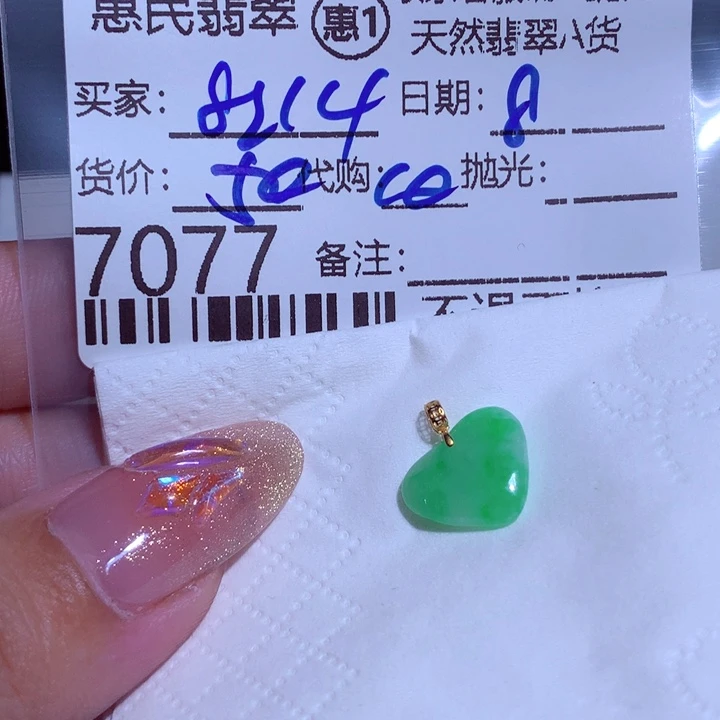 惠民翡翠 惠1
天然翡翠A货
买家: 8214 日期: 8
货价: 50 代购: 抛光:
7077 备注: